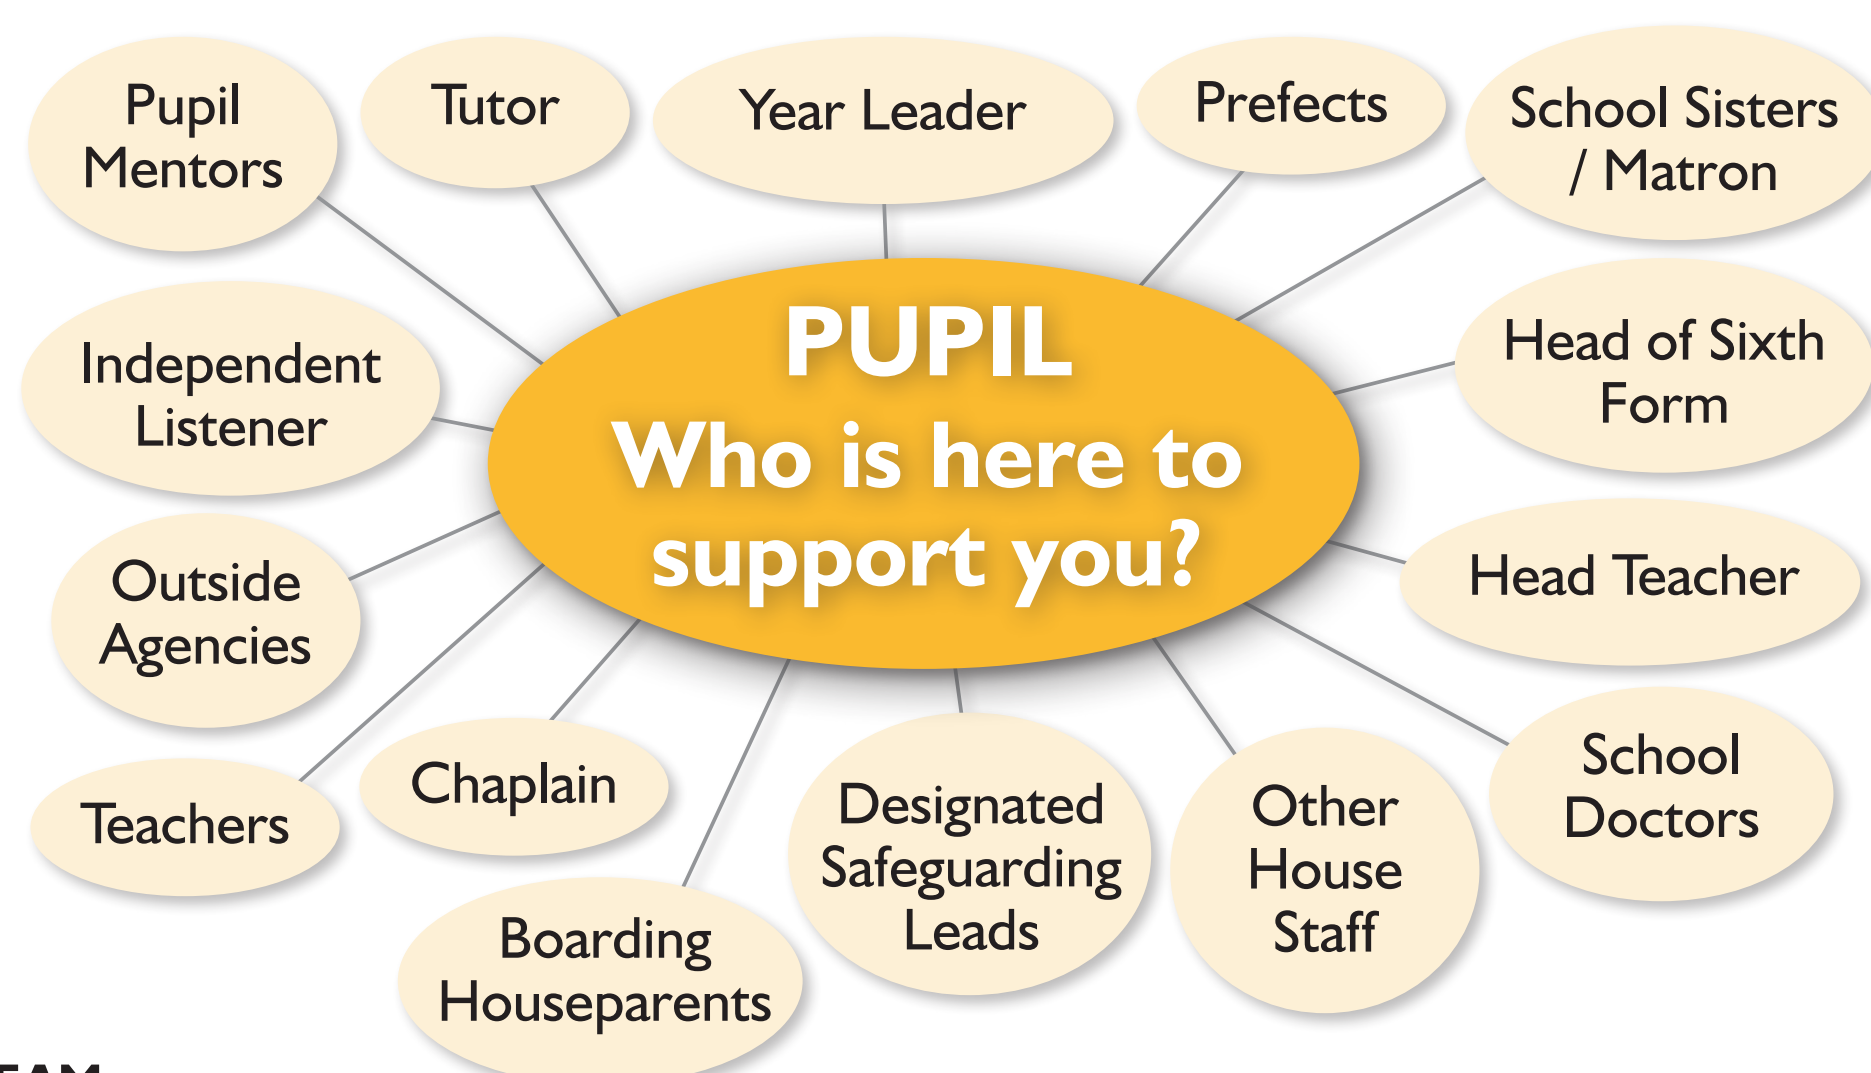 Pupil
Mentors
Tutor
Year Leader
Prefects
School Sisters
/ Matron
Independent
Listener
PUPIL
Who is here to
support you?
Head of Sixth
Form
Outside
Agencies
Head Teacher
Teachers
Chaplain
Boarding
Houseparents
Designated
Safeguarding
Leads
Other
House
Staff
School
Doctors